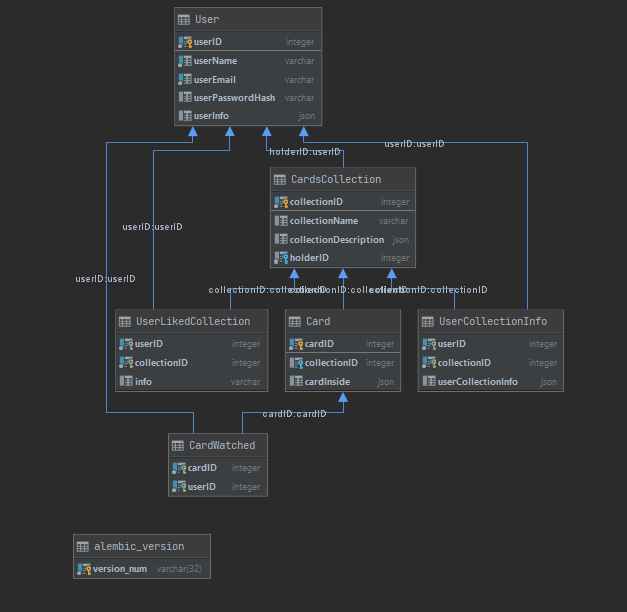 User
userID integer
userName varchar
userEmail varchar
userPasswordHash varchar
userInfo json
holderID:userID
userID:userID
CardsCollection
collectionID integer
collectionName varchar
collectionDescription json
holderID integer
userID:userID
userID:userID
collectionID:collectionID
collectionID:collectionID
collectionID:collectionID
UserLikedCollection
userID integer
collectionID integer
info varchar
Card
cardID integer
collectionID integer
cardInside json
UserCollectionInfo
userID integer
collectionID integer
userCollectionInfo json
cardID:cardID
CardWatched
cardID integer
userID integer
alembic_version
version_num varchar(32)